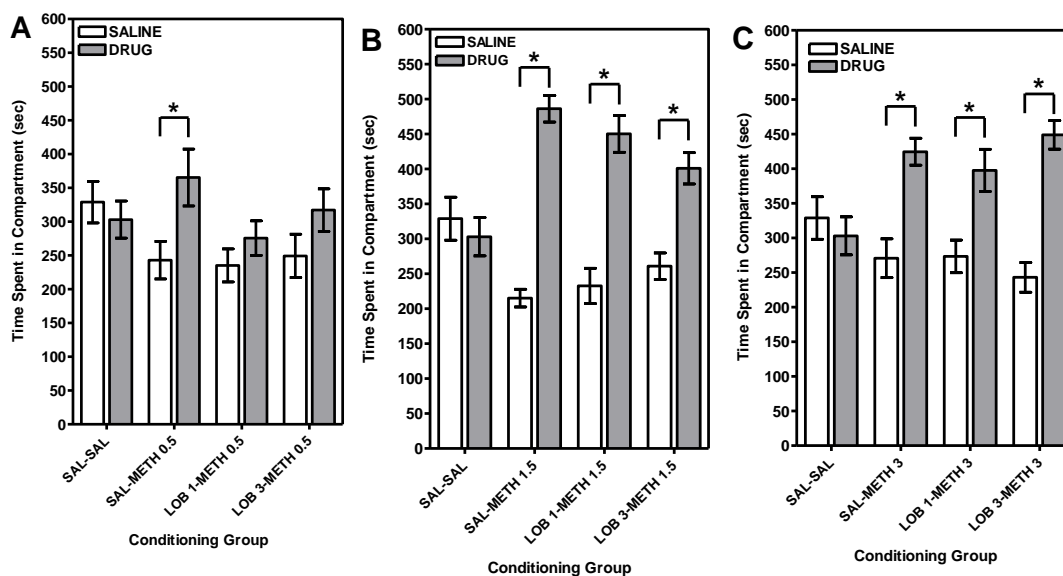 A
SALINE
DRUG
Time Spent in Compartment (sec)
600
550
500
450
400
350
300
250
200
150
100
50
0
*
SAL-SAL
SAL-METH 0.5
LOB 1-METH 0.5
LOB 3-METH 0.5
Conditioning Group
B
SALINE
DRUG
Time Spent in Compartment (sec)
600
550
500
450
400
350
300
250
200
150
100
50
0
*
*
*
SAL-SAL
SAL-METH 1.5
LOB 1-METH 1.5
LOB 3-METH 1.5
Conditioning Group
C
SALINE
DRUG
Time Spent in Compartment (sec)
600
550
500
450
400
350
300
250
200
150
100
50
0
*
*
*
SAL-SAL
SAL-METH 3
LOB 1-METH 3
LOB 3-METH 3
Conditioning Group